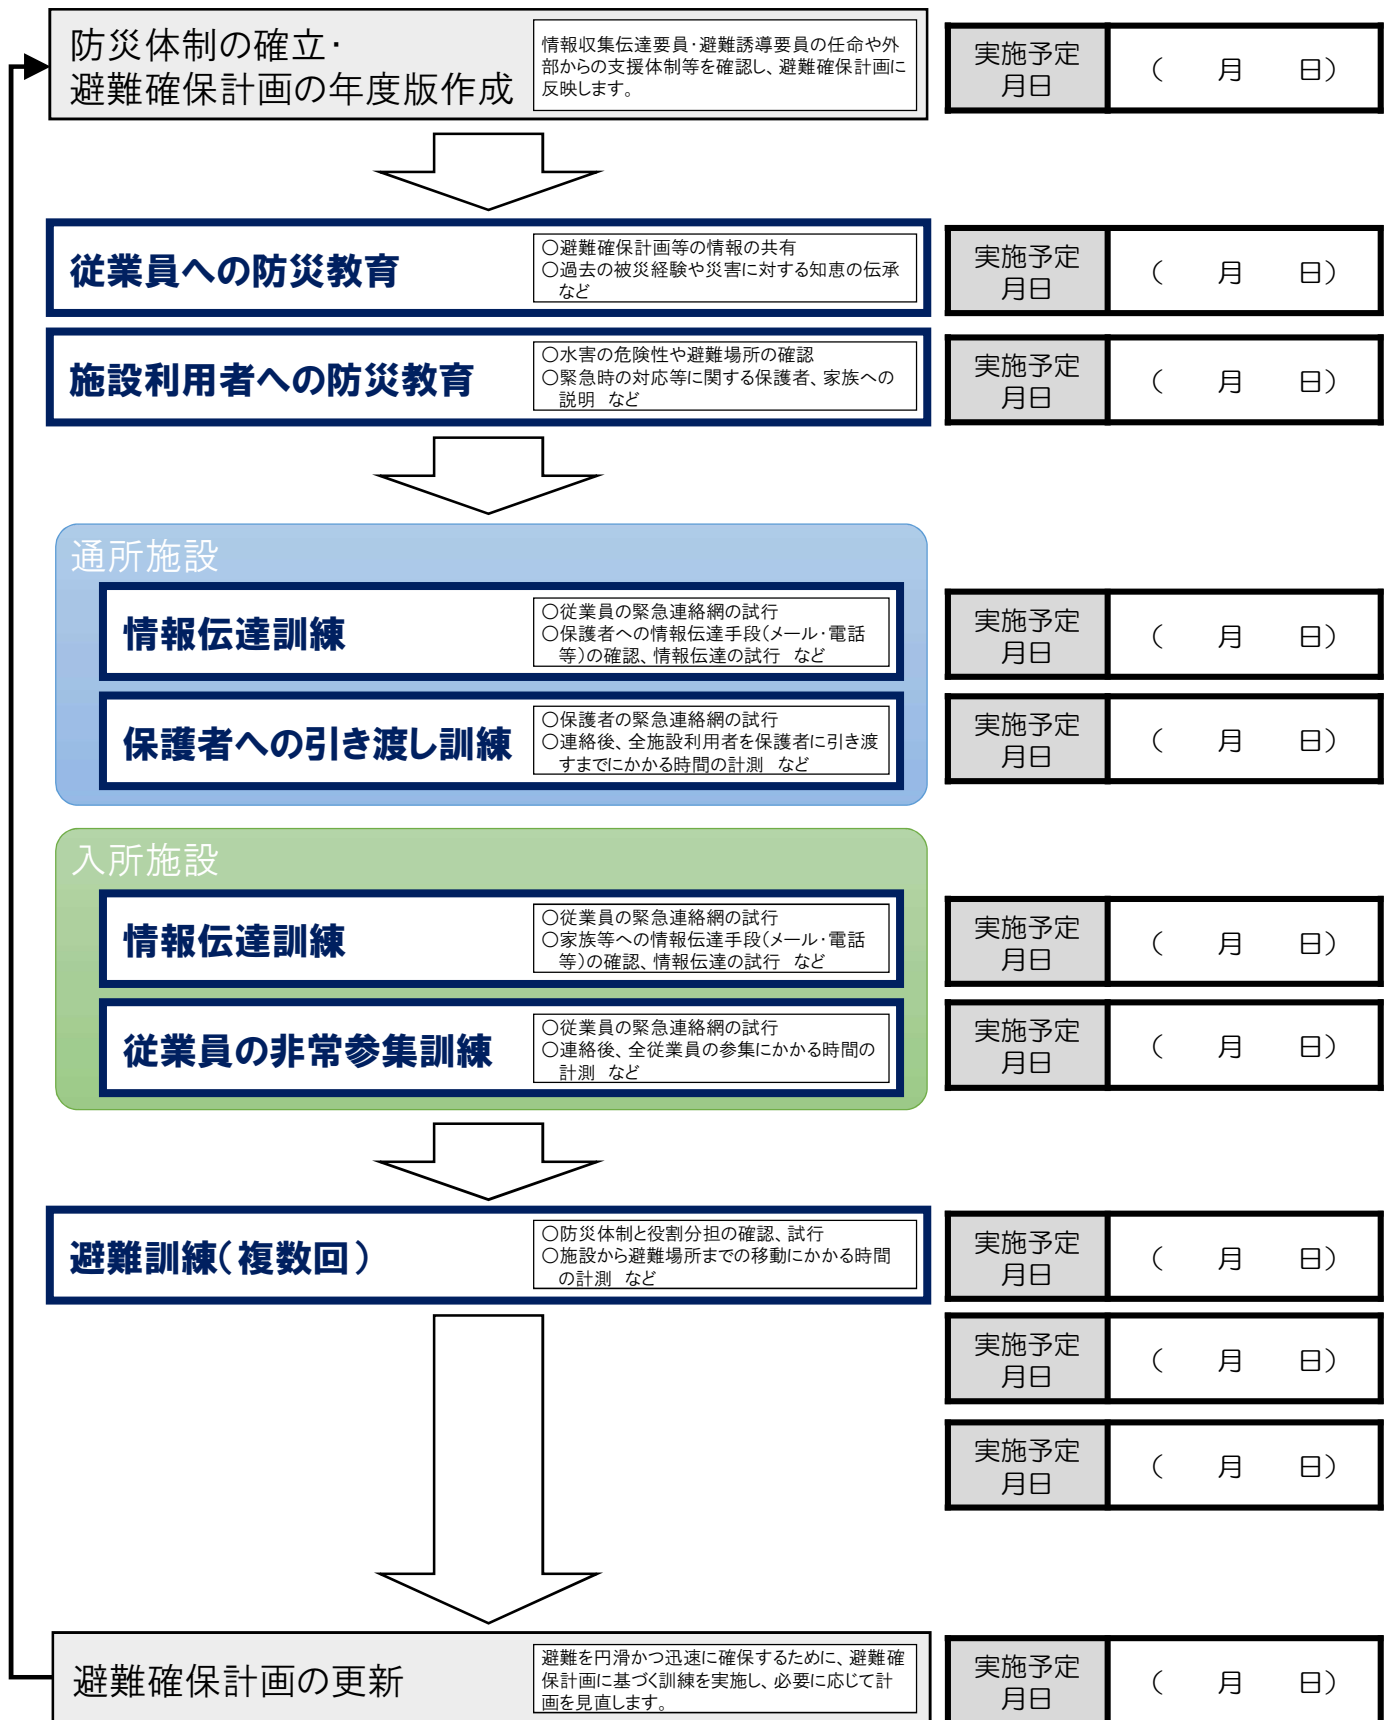 防災体制の確立・
避難確保計画の年度版作成
情報収集伝達要員・避難誘導要員の任命や外
部からの支援体制等を確認し、避難確保計画に
反映します。
実施予定
月日
（　月　日）
従業員への防災教育
○避難確保計画等の情報の共有
○過去の被災経験や災害に対する知恵の伝承
など
実施予定
月日
（　月　日）
施設利用者への防災教育
○水害の危険性や避難場所の確認
○緊急時の対応等に関する保護者、家族への
説明　など
実施予定
月日
（　月　日）
通所施設
情報伝達訓練
○従業員の緊急連絡網の試行
○保護者への情報伝達手段（メール・電話
等）の確認、情報伝達の試行　など
実施予定
月日
（　月　日）
保護者への引き渡し訓練
○保護者の緊急連絡網の試行
○連絡後、全施設利用者を保護者に引き渡
すまでにかかる時間の計測　など
実施予定
月日
（　月　日）
入所施設
情報伝達訓練
○従業員の緊急連絡網の試行
○家族等への情報伝達手段（メール・電話
等）の確認、情報伝達の試行　など
実施予定
月日
（　月　日）
従業員の非常参集訓練
○従業員の緊急連絡網の試行
○連絡後、全従業員の参集にかかる時間の
計測　など
実施予定
月日
（　月　日）
避難訓練（複数回）
○防災体制と役割分担の確認、試行
○施設から避難場所までの移動にかかる時間
の計測　など
実施予定
月日
（　月　日）
実施予定
月日
（　月　日）
実施予定
月日
（　月　日）
避難確保計画の更新
避難を円滑かつ迅速に確保するために、避難確
保計画に基づく訓練を実施し、必要に応じて計
画を見直します。
実施予定
月日
（　月　日）